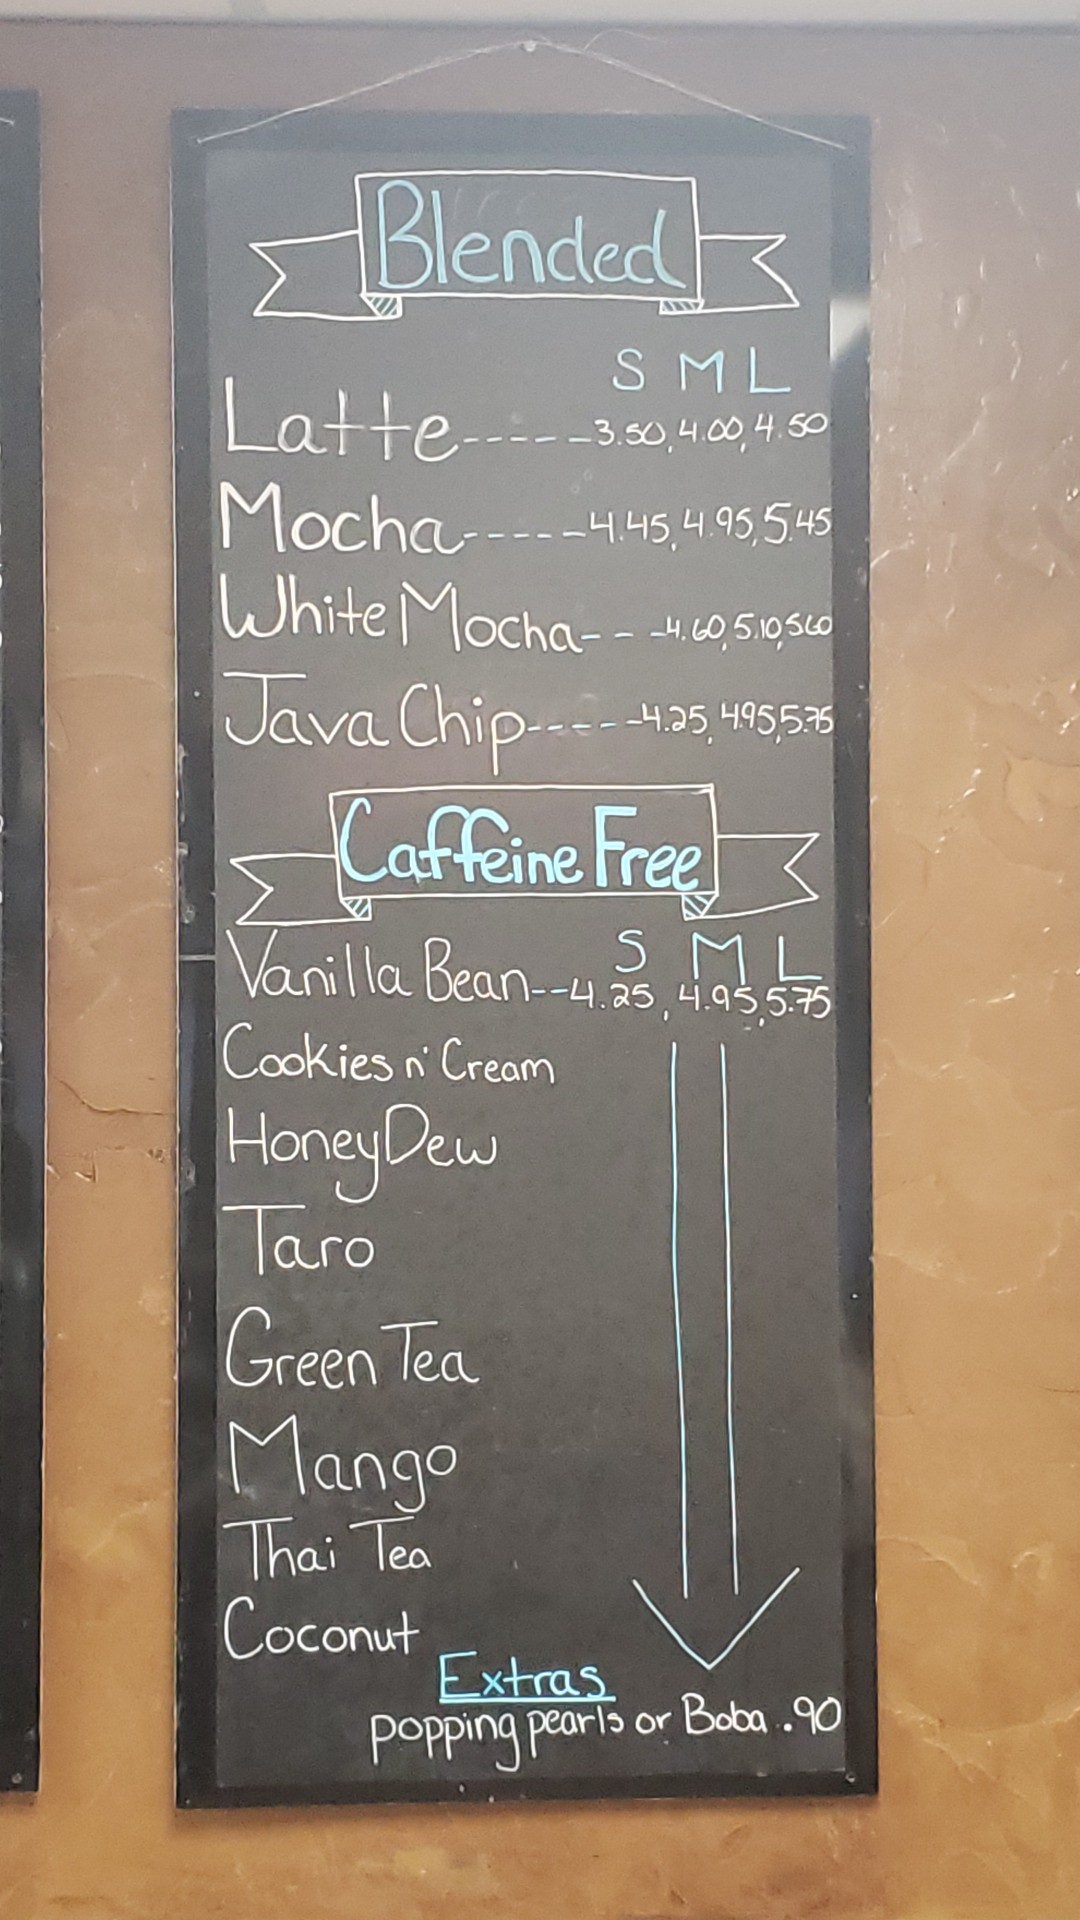 Blended
S M L
Latte-----3.50, 4.00, 4.50
Mocha-----4.45, 4.95, 5.45
White Mocha---4.60, 5.10, 5.60
Java Chip-----4.25, 4.95, 5.75
Caffeine Free
S M L
Vanilla Bean--4.25, 4.95, 5.75
Cookies n' Cream
HoneyDew
Taro
Green Tea
Mango
Thai Tea
Coconut
Extras
popping pearls or Boba .90